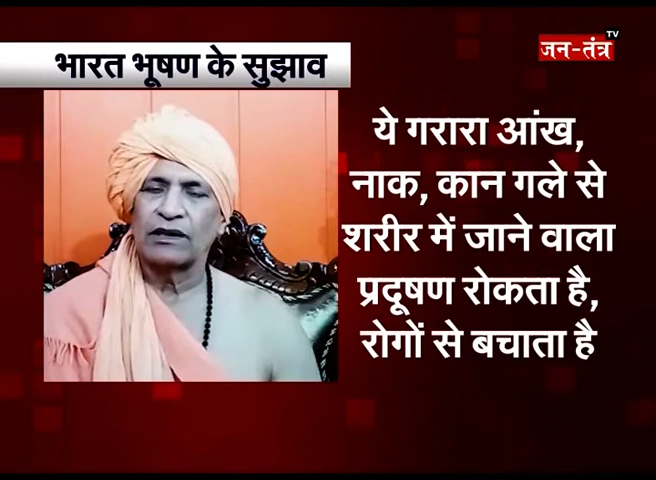 जन-तंत्र TV
भारत भूषण के सुझाव
ये गरारा आंख,
नाक, कान गले से
शरीर में जाने वाला
प्रदूषण रोकता है,
रोगों से बचाता है